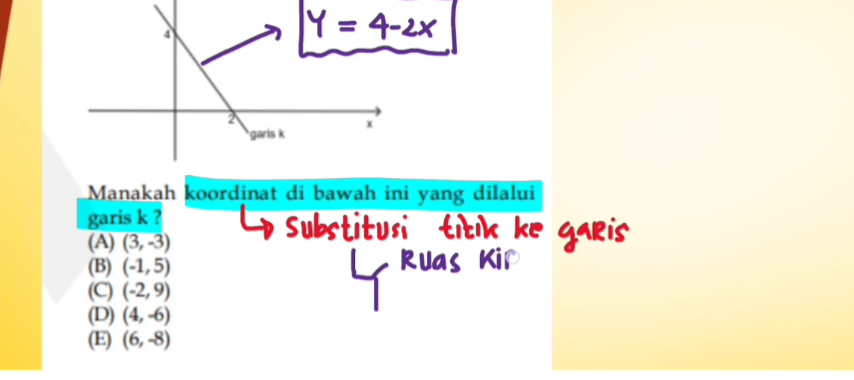 Y = 4-2x
4
2
x
garis k
Manakah koordinat di bawah ini yang dilalui
garis k ?
↳ Substitusi titik ke garis
(A) (3, -3)
(B) (-1, 5)
Ruas Kir
(C) (-2, 9)
(D) (4, -6)
(E) (6, -8)